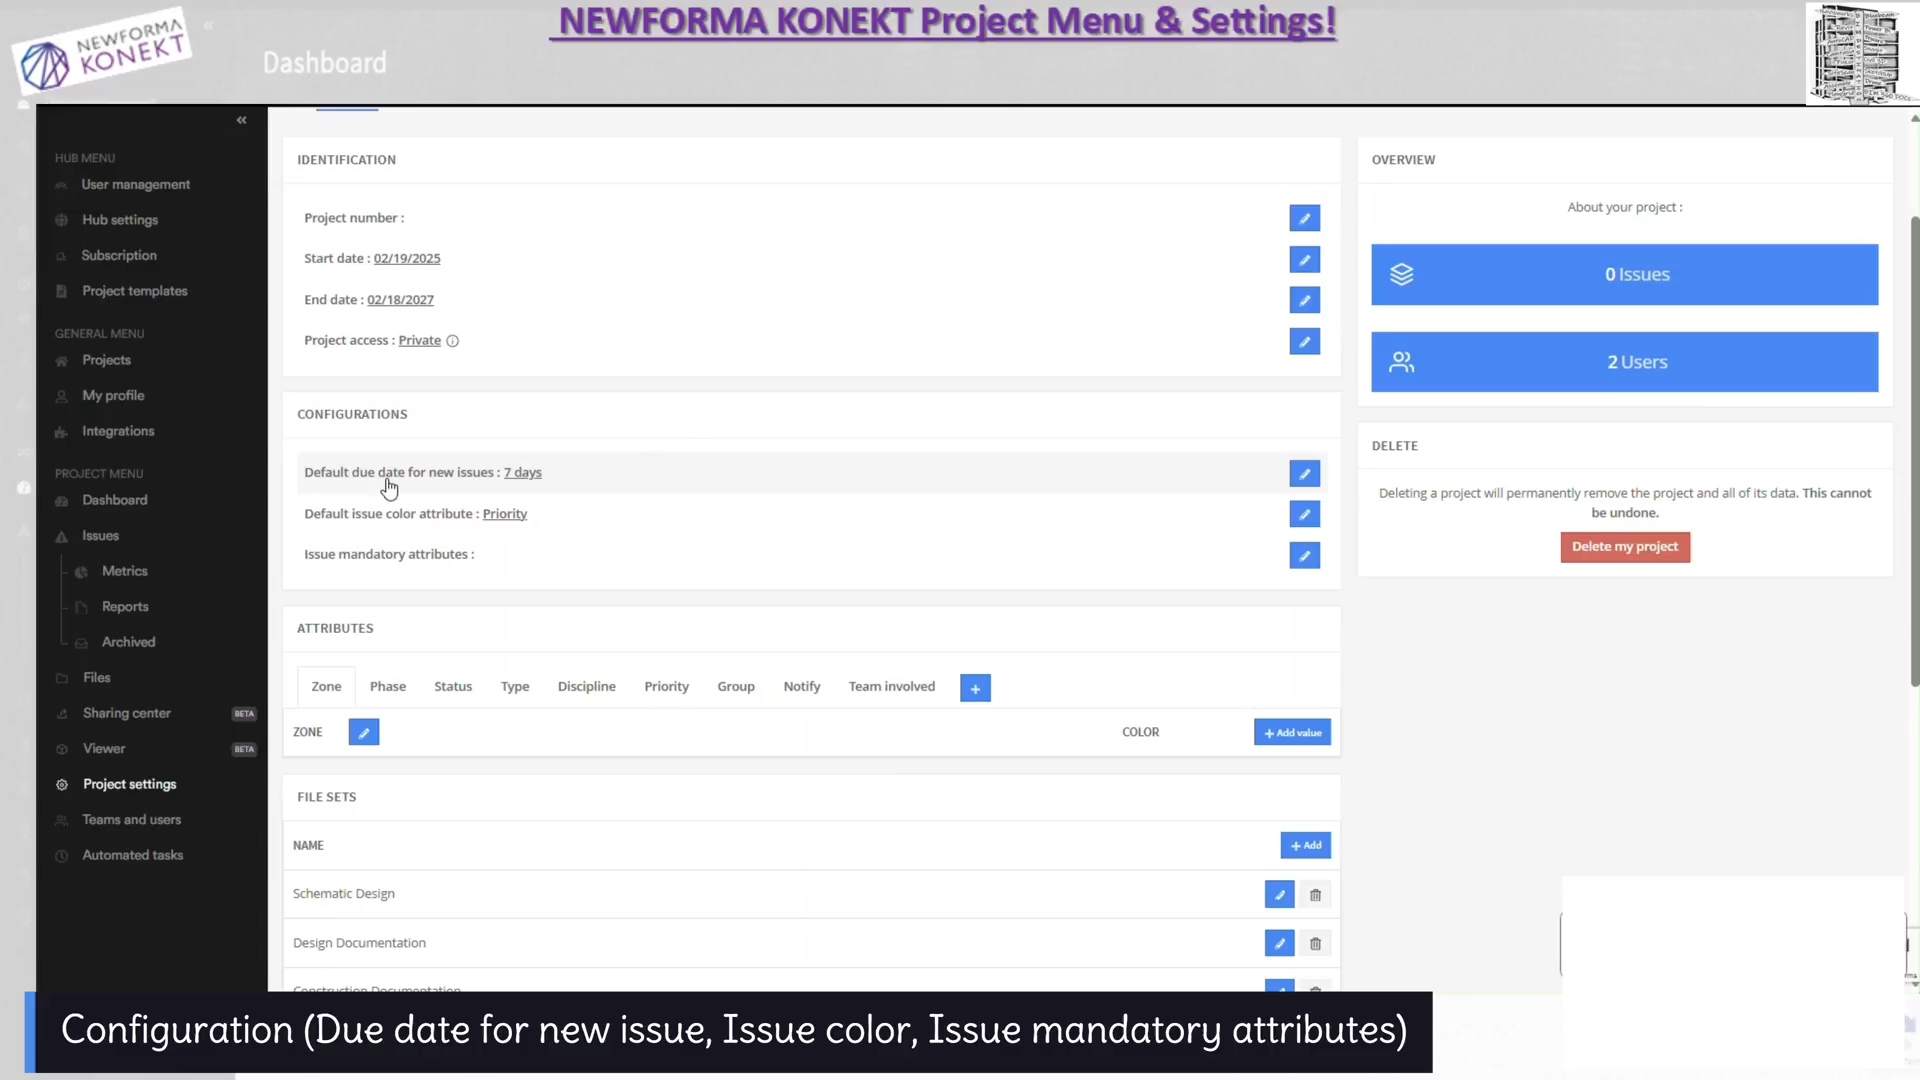 NEWFORMA KONEKT Project Menu & Settings!
NEWFORMA
KONEKT
Dashboard
HUB MENU
User management
Hub settings
Subscription
Project templates
GENERAL MENU
Projects
My profile
Integrations
PROJECT MENU
Dashboard
Issues
Metrics
Reports
Archived
Files
Sharing center BETA
Viewer BETA
Project settings
Teams and users
Automated tasks
IDENTIFICATION
Project number :
Start date : 02/19/2025
End date : 02/18/2027
Project access : Private
CONFIGURATIONS
Default due date for new issues : 7 days
Default issue color attribute : Priority
Issue mandatory attributes :
ATTRIBUTES
Zone Phase Status Type Discipline Priority Group Notify Team involved +
ZONE COLOR + Add value
FILE SETS
NAME + Add
Schematic Design
Design Documentation
Construction Documentation
OVERVIEW
About your project :
0 Issues
2 Users
DELETE
Deleting a project will permanently remove the project and all of its data. This cannot
be undone.
Delete my project
Configuration (Due date for new issue, Issue color, Issue mandatory attributes)